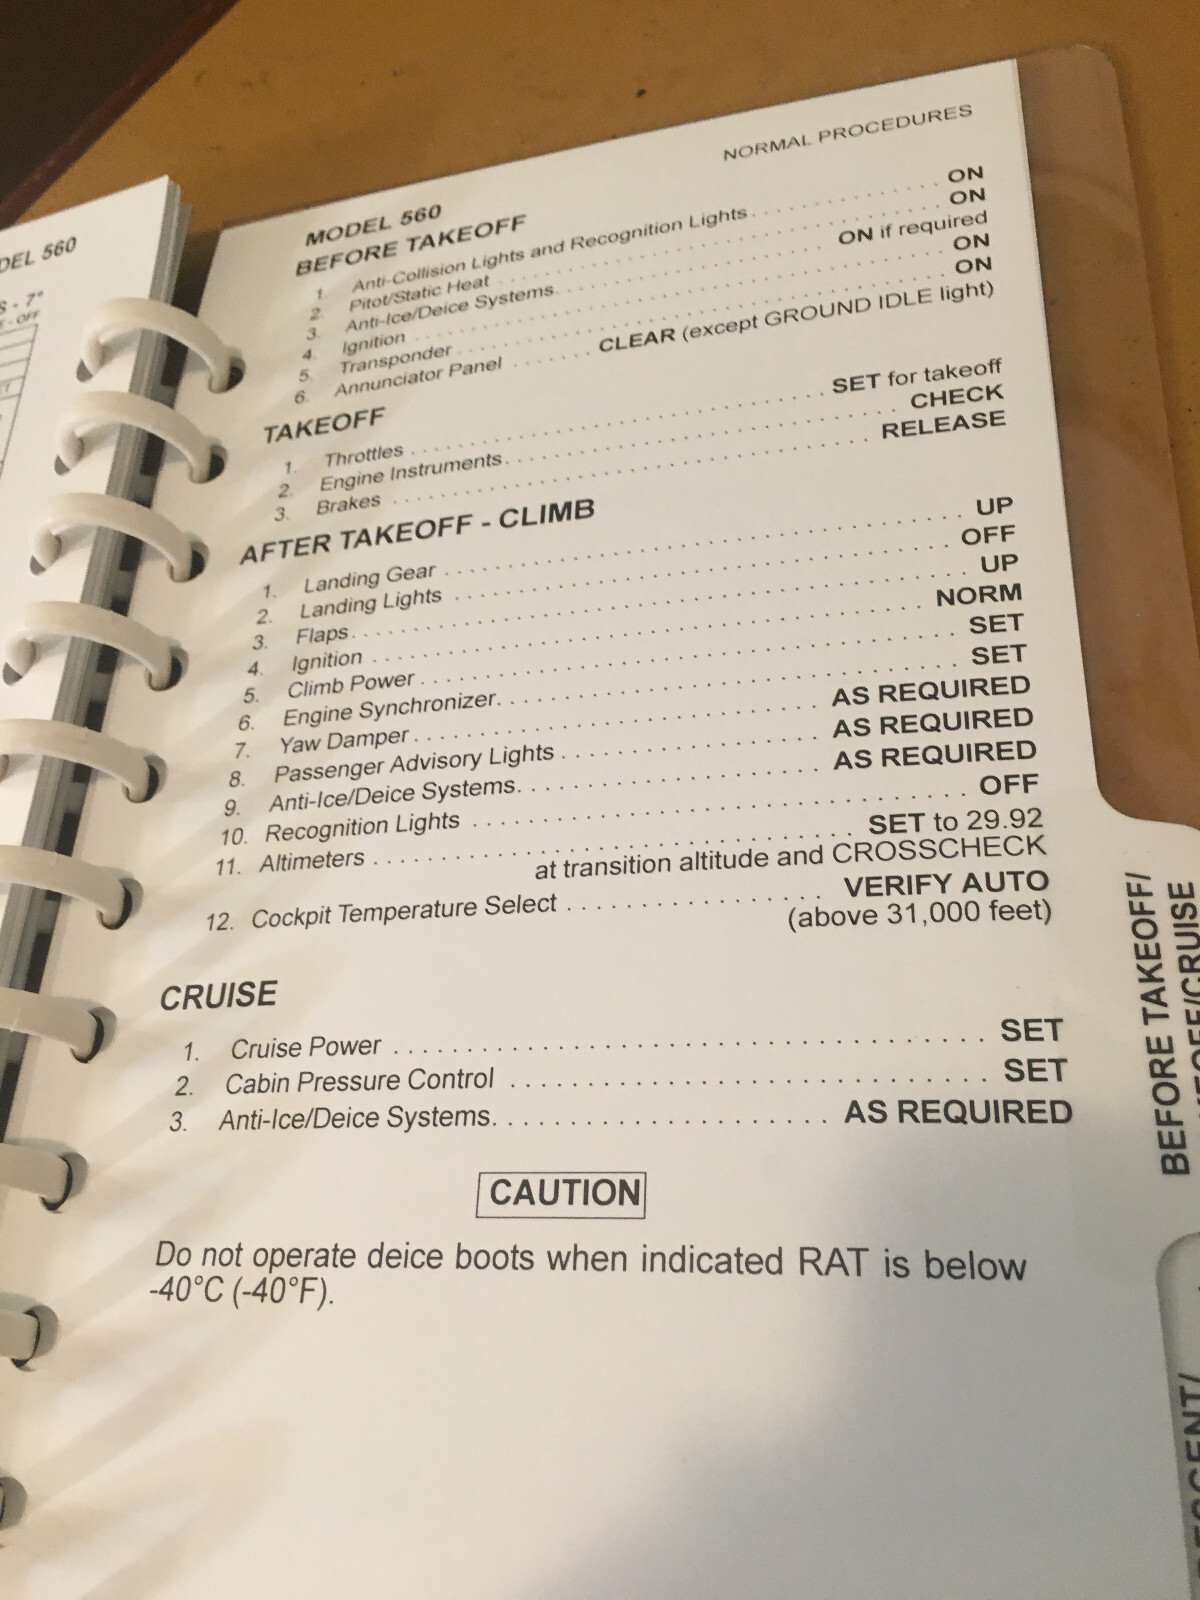 DEL 560
S - 7°
E - OFF
NORMAL PROCEDURES
MODEL 560
BEFORE TAKEOFF
1. Anti-Collision Lights and Recognition Lights . . . . . . . . . . . . . . . ON
2. Pitot/Static Heat . . . . . . . . . . . . . . . . . . . . . . . . . . . . . . ON
3. Anti-Ice/Deice Systems. . . . . . . . . . . . . . . . . . . . ON if required
4. Ignition . . . . . . . . . . . . . . . . . . . . . . . . . . . . . . . . . . ON
5. Transponder . . . . . . . . . . . . . . . . . . . . . . . . . . . . . . . . ON
6. Annunciator Panel . . . . . . CLEAR (except GROUND IDLE light)
TAKEOFF
1. Throttles . . . . . . . . . . . . . . . . . . . . . . . . . . . SET for takeoff
2. Engine Instruments. . . . . . . . . . . . . . . . . . . . . . . . . . CHECK
3. Brakes . . . . . . . . . . . . . . . . . . . . . . . . . . . . . . . RELEASE
AFTER TAKEOFF - CLIMB
1. Landing Gear . . . . . . . . . . . . . . . . . . . . . . . . . . . . . . . UP
2. Landing Lights . . . . . . . . . . . . . . . . . . . . . . . . . . . . . OFF
3. Flaps. . . . . . . . . . . . . . . . . . . . . . . . . . . . . . . . . . . UP
4. Ignition . . . . . . . . . . . . . . . . . . . . . . . . . . . . . . . NORM
5. Climb Power . . . . . . . . . . . . . . . . . . . . . . . . . . . . . . SET
6. Engine Synchronizer. . . . . . . . . . . . . . . . . . . . . . . . . . SET
7. Yaw Damper . . . . . . . . . . . . . . . . . . . . . . . AS REQUIRED
8. Passenger Advisory Lights . . . . . . . . . . . . . . . AS REQUIRED
9. Anti-Ice/Deice Systems. . . . . . . . . . . . . . . . . AS REQUIRED
10. Recognition Lights . . . . . . . . . . . . . . . . . . . . . . . . . . OFF
11. Altimeters . . . . . . . . . . . . . . . . . . . . . . . . . SET to 29.92
at transition altitude and CROSSCHECK
12. Cockpit Temperature Select . . . . . . . . . . . . . . VERIFY AUTO
(above 31,000 feet)
CRUISE
1. Cruise Power . . . . . . . . . . . . . . . . . . . . . . . . . . . . . . SET
2. Cabin Pressure Control . . . . . . . . . . . . . . . . . . . . . . . . SET
3. Anti-Ice/Deice Systems. . . . . . . . . . . . . . . . . AS REQUIRED
CAUTION
Do not operate deice boots when indicated RAT is below
-40°C (-40°F).
BEFORE TAKEOFF/